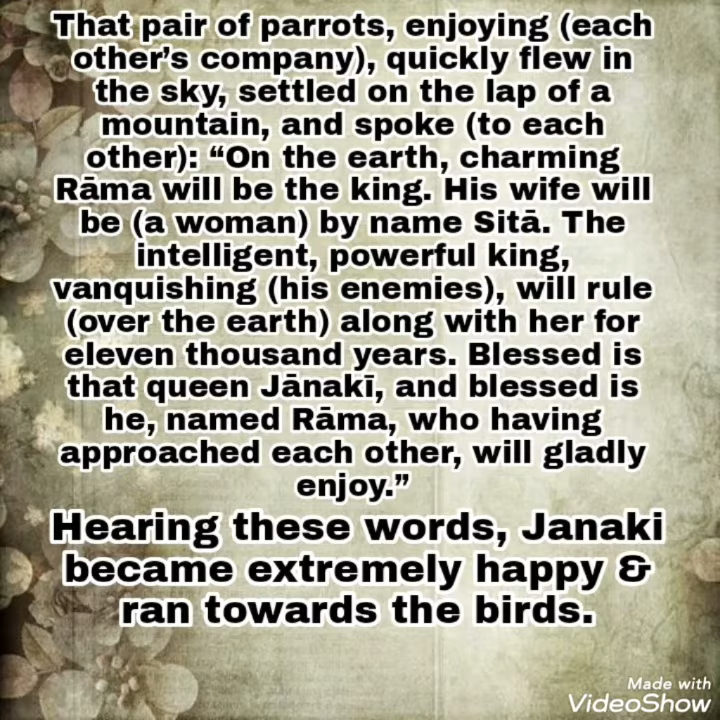 That pair of parrots, enjoying (each
other's company), quickly flew in
the sky, settled on the lap of a
mountain, and spoke (to each
other): “On the earth, charming
Rāma will be the king. His wife will
be (a woman) by name Sitā. The
intelligent, powerful king,
vanquishing (his enemies), will rule
(over the earth) along with her for
eleven thousand years. Blessed is
that queen Jānakī, and blessed is
he, named Rāma, who having
approached each other, will gladly
enjoy.”
Hearing these words, Janaki
became extremely happy &
ran towards the birds.
Made with
VideoShow